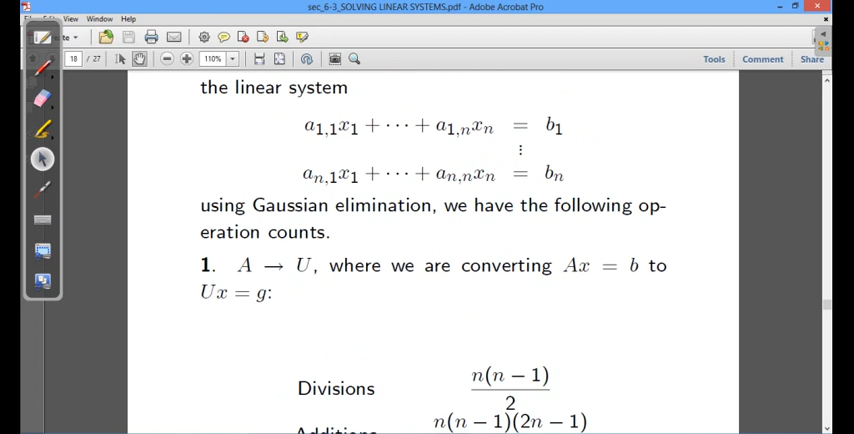 sec_6-3_SOLVING LINEAR SYSTEMS.pdf - Adobe Acrobat Pro
View Window Help
18 / 27 110% Tools Comment Share
the linear system
a1,1x1 + ··· + a1,nxn = b1
⋮
an,1x1 + ··· + an,nxn = bn
using Gaussian elimination, we have the following op-
eration counts.
1. A → U, where we are converting Ax = b to
Ux = g:
Divisions n(n − 1)
2
Additions n(n − 1)(2n − 1)